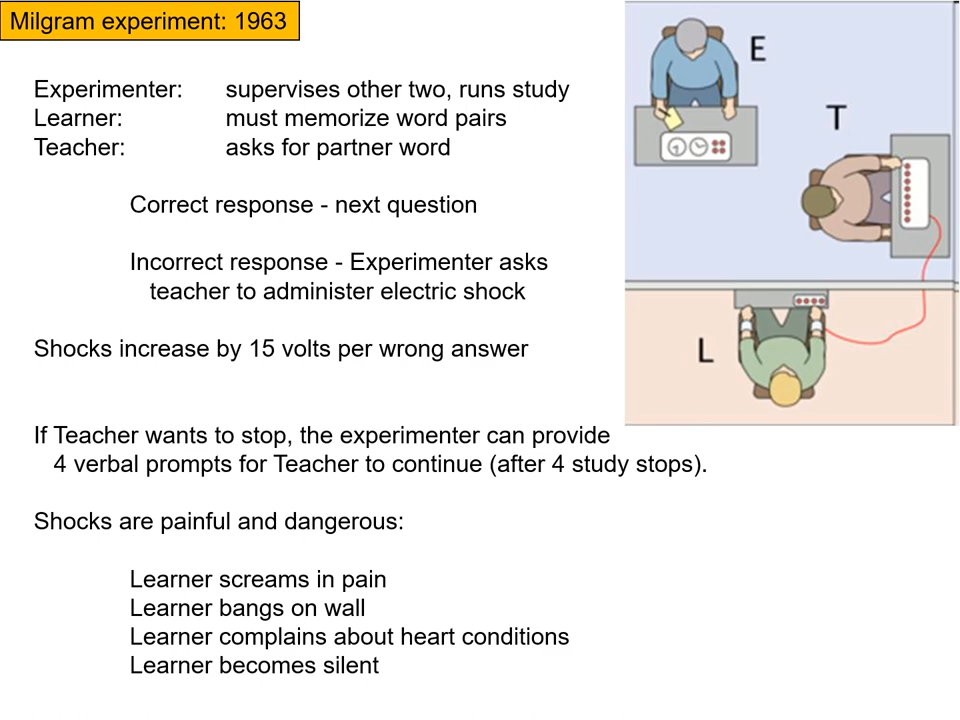 Milgram experiment: 1963
Experimenter: supervises other two, runs study
Learner: must memorize word pairs
Teacher: asks for partner word
Correct response - next question
Incorrect response - Experimenter asks
teacher to administer electric shock
Shocks increase by 15 volts per wrong answer
If Teacher wants to stop, the experimenter can provide
4 verbal prompts for Teacher to continue (after 4 study stops).
Shocks are painful and dangerous:
Learner screams in pain
Learner bangs on wall
Learner complains about heart conditions
Learner becomes silent
E
T
L